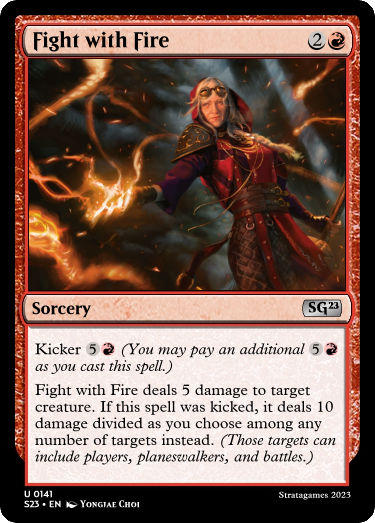 Fight with Fire 2
Sorcery SG23
Kicker 5 (You may pay an additional 5
as you cast this spell.)
Fight with Fire deals 5 damage to target
creature. If this spell was kicked, it deals 10
damage divided as you choose among any
number of targets instead. (Those targets can
include players, planeswalkers, and battles.)
U 0141
S23 • EN Yongjae Choi
Stratagames 2023